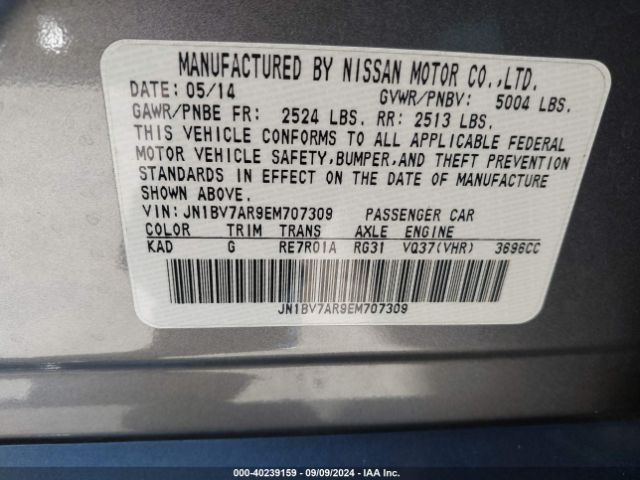 MANUFACTURED BY NISSAN MOTOR CO.,LTD.
DATE: 05/14 GVWR/PNBV: 5004 LBS.
GAWR/PNBE FR: 2524 LBS. RR: 2513 LBS.
THIS VEHICLE CONFORMS TO ALL APPLICABLE FEDERAL
MOTOR VEHICLE SAFETY,BUMPER,AND THEFT PREVENTION
STANDARDS IN EFFECT ON THE DATE OF MANUFACTURE
SHOWN ABOVE.
VIN: JN1BV7AR9EM707309 PASSENGER CAR
COLOR TRIM TRANS AXLE ENGINE
KAD G RE7R01A RG31 VQ37(VHR) 3696CC
JN1BV7AR9EM707309
000-40239159 - 09/09/2024 - IAA Inc.